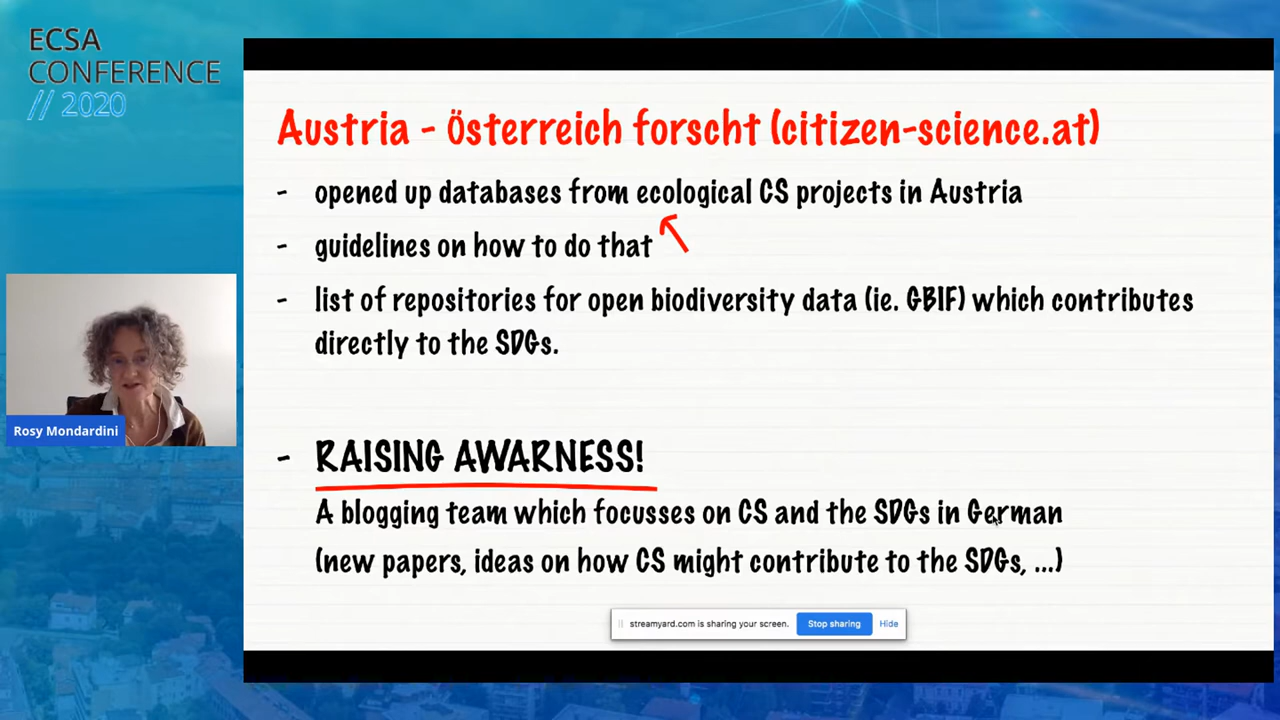 ECSA
CONFERENCE
// 2020
Austria - Österreich forscht (citizen-science.at)
- opened up databases from ecological CS projects in Austria
- guidelines on how to do that
- list of repositories for open biodiversity data (ie. GBIF) which contributes
directly to the SDGs.
- RAISING AWARNESS!
A blogging team which focusses on CS and the SDGs in German
(new papers, ideas on how CS might contribute to the SDGs, ...)
Rosy Mondardini
streamyard.com is sharing your screen. Stop sharing Hide